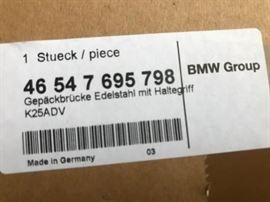 1 Stueck / piece
46 54 7 695 798
BMW Group
Gepäckbrücke Edelstahl mit Haltegriff
K25ADV
Made in Germany
03